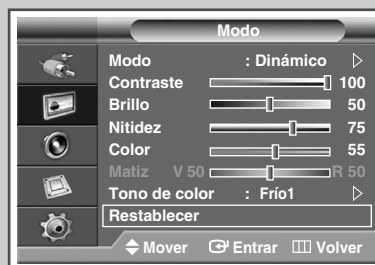 Modo
Modo : Dinámico
Contraste 100
Brillo 50
Nitidez 75
Color 55
Matiz V 50 R 50
Tono de color : Frío1
Restablecer
Mover Entrar Volver